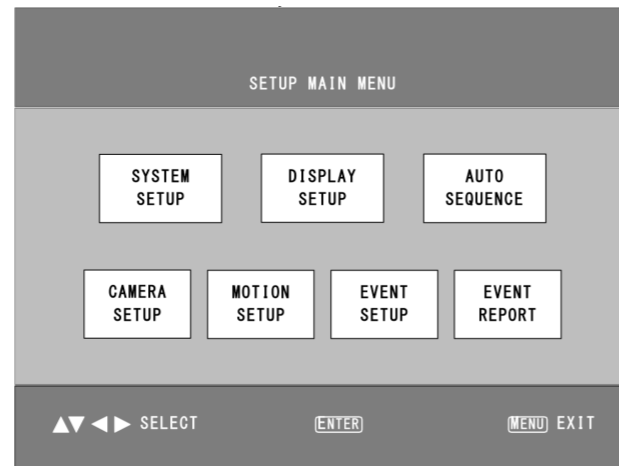 SETUP MAIN MENU
SYSTEM
SETUP
DISPLAY
SETUP
AUTO
SEQUENCE
CAMERA
SETUP
MOTION
SETUP
EVENT
SETUP
EVENT
REPORT
▲▼ ◀ ▶ SELECT
ENTER
MENU EXIT